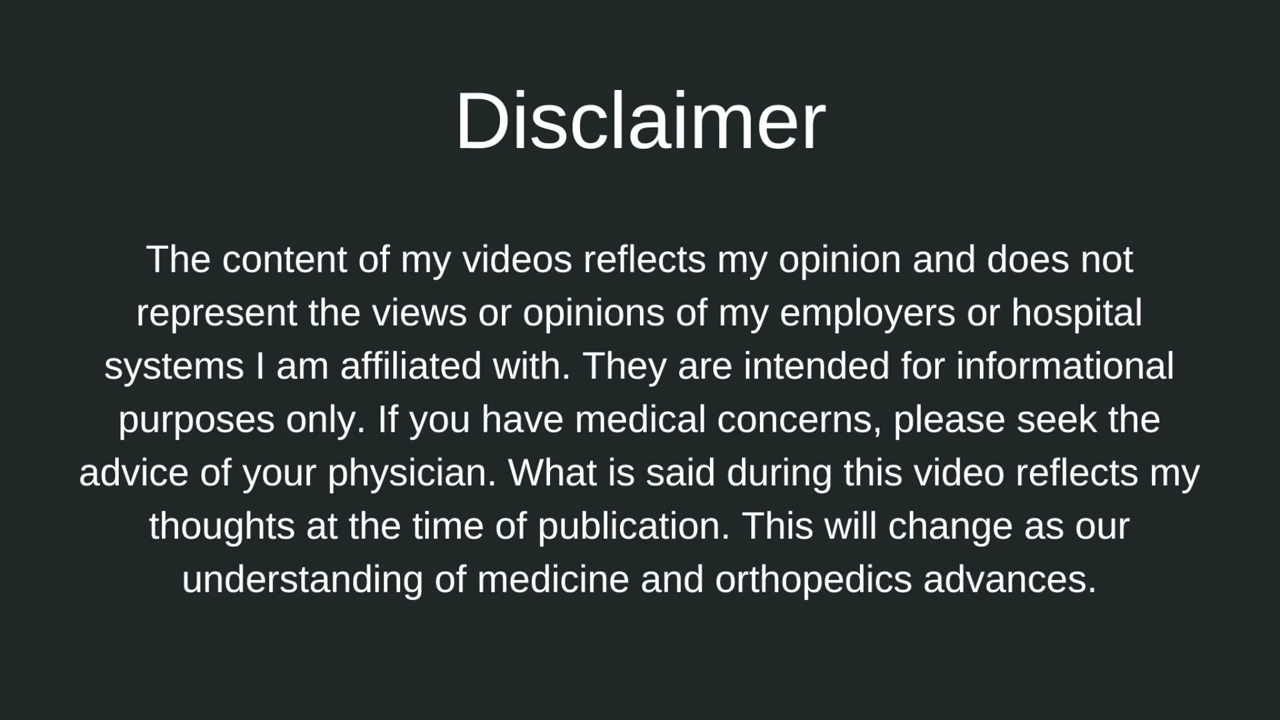 Disclaimer
The content of my videos reflects my opinion and does not
represent the views or opinions of my employers or hospital
systems I am affiliated with. They are intended for informational
purposes only. If you have medical concerns, please seek the
advice of your physician. What is said during this video reflects my
thoughts at the time of publication. This will change as our
understanding of medicine and orthopedics advances.